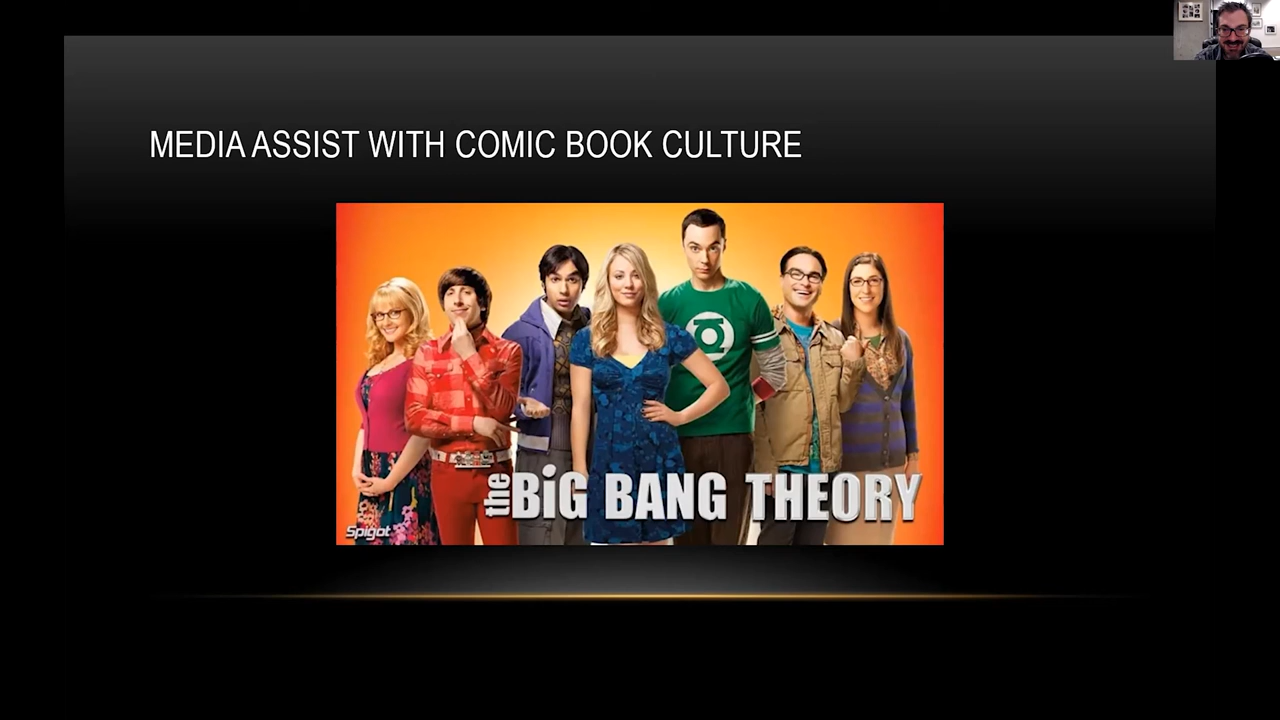 MEDIA ASSIST WITH COMIC BOOK CULTURE
the BiG BANG THEORY
Spigot